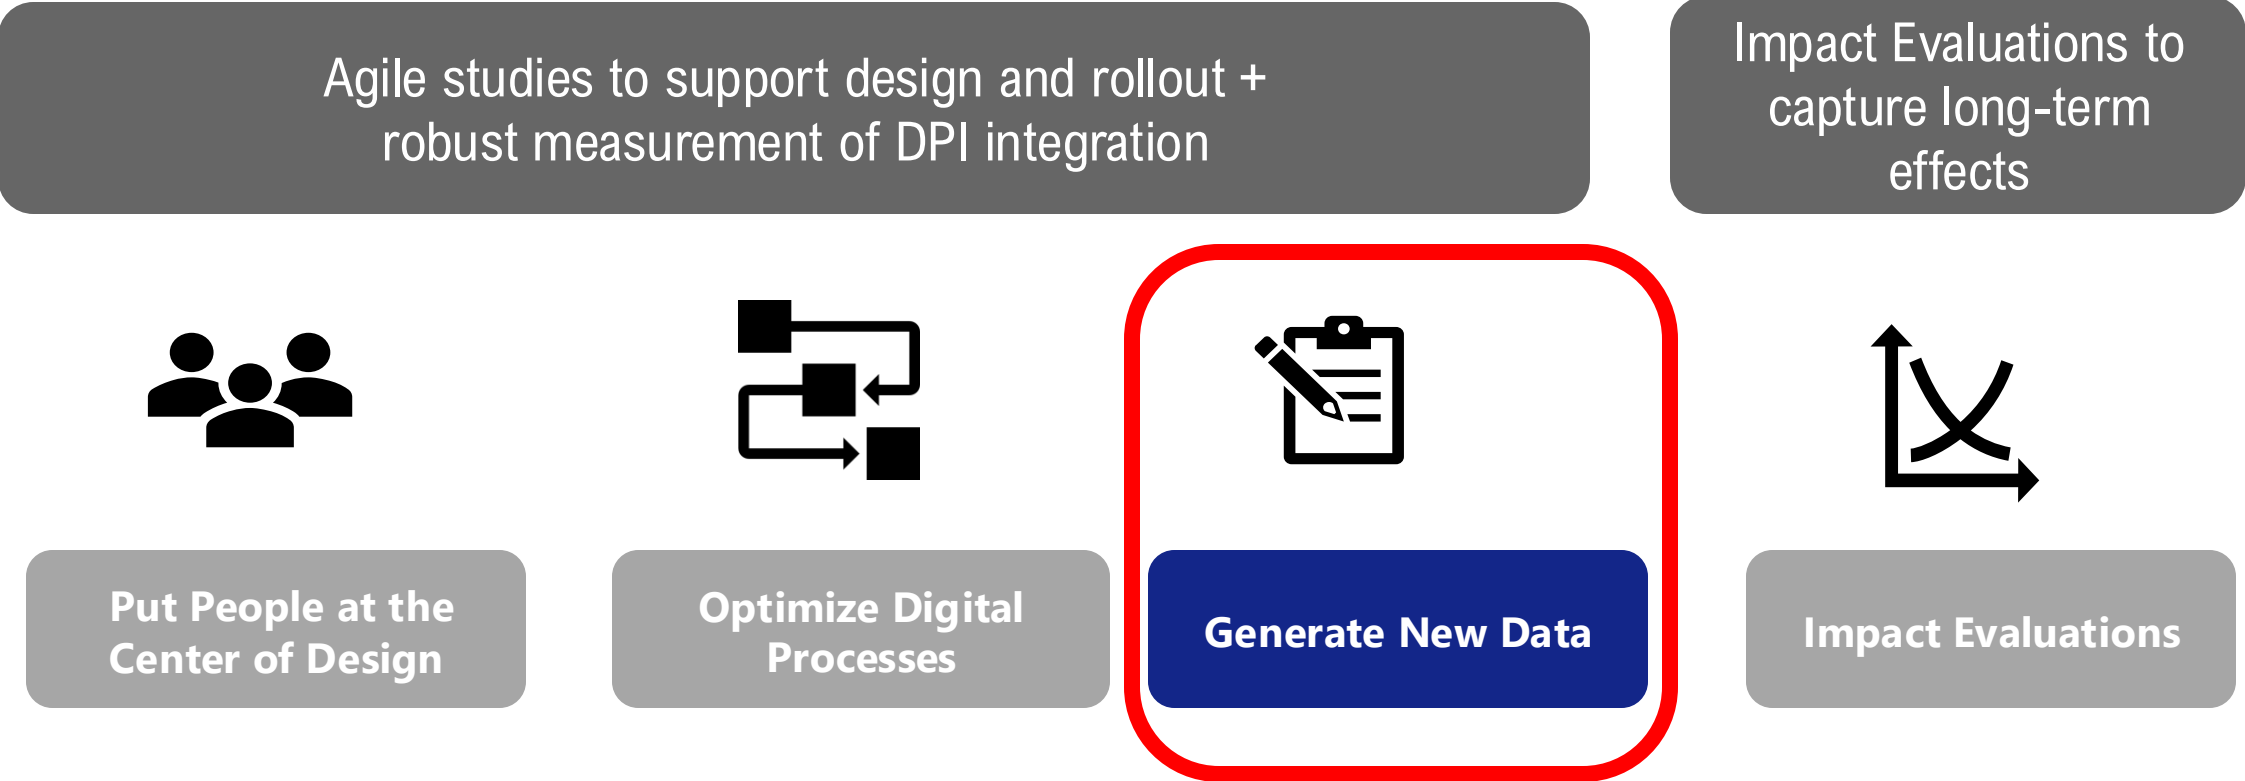 Agile studies to support design and rollout +
robust measurement of DPI integration
Impact Evaluations to
capture long-term
effects
Put People at the
Center of Design
Optimize Digital
Processes
Generate New Data
Impact Evaluations